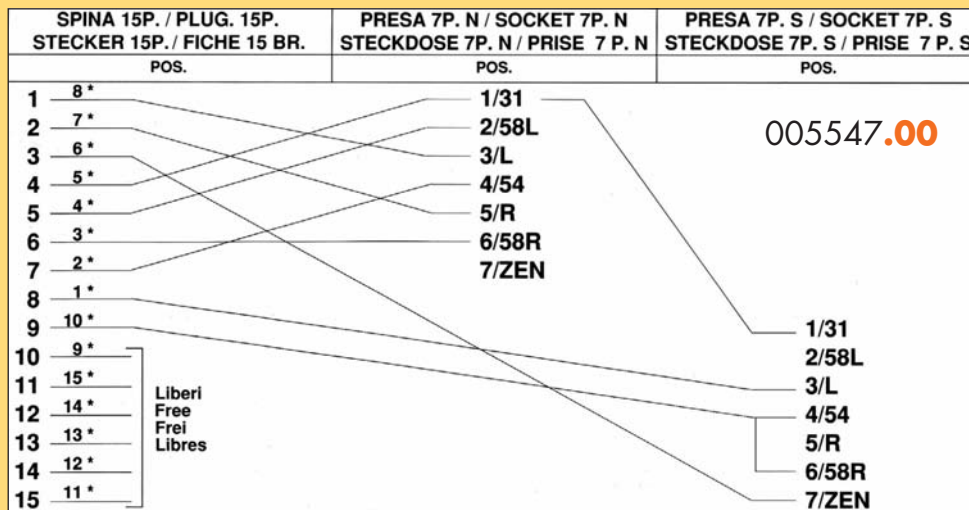 SPINA 15P. / PLUG. 15P.
STECKER 15P. / FICHE 15 BR.
PRESA 7P. N / SOCKET 7P. N
STECKDOSE 7P. N / PRISE 7 P. N
PRESA 7P. S / SOCKET 7P. S
STECKDOSE 7P. S / PRISE 7 P. S
POS.
POS.
POS.
1 8 *
2 7 *
3 6 *
4 5 *
5 4 *
6 3 *
7 2 *
8 1 *
9 10 *
10 9 *
11 15 *
12 14 *
13 13 *
14 12 *
15 11 *
Liberi
Free
Frei
Libres
1/31
2/58L
3/L
4/54
5/R
6/58R
7/ZEN
005547.00
1/31
2/58L
3/L
4/54
5/R
6/58R
7/ZEN